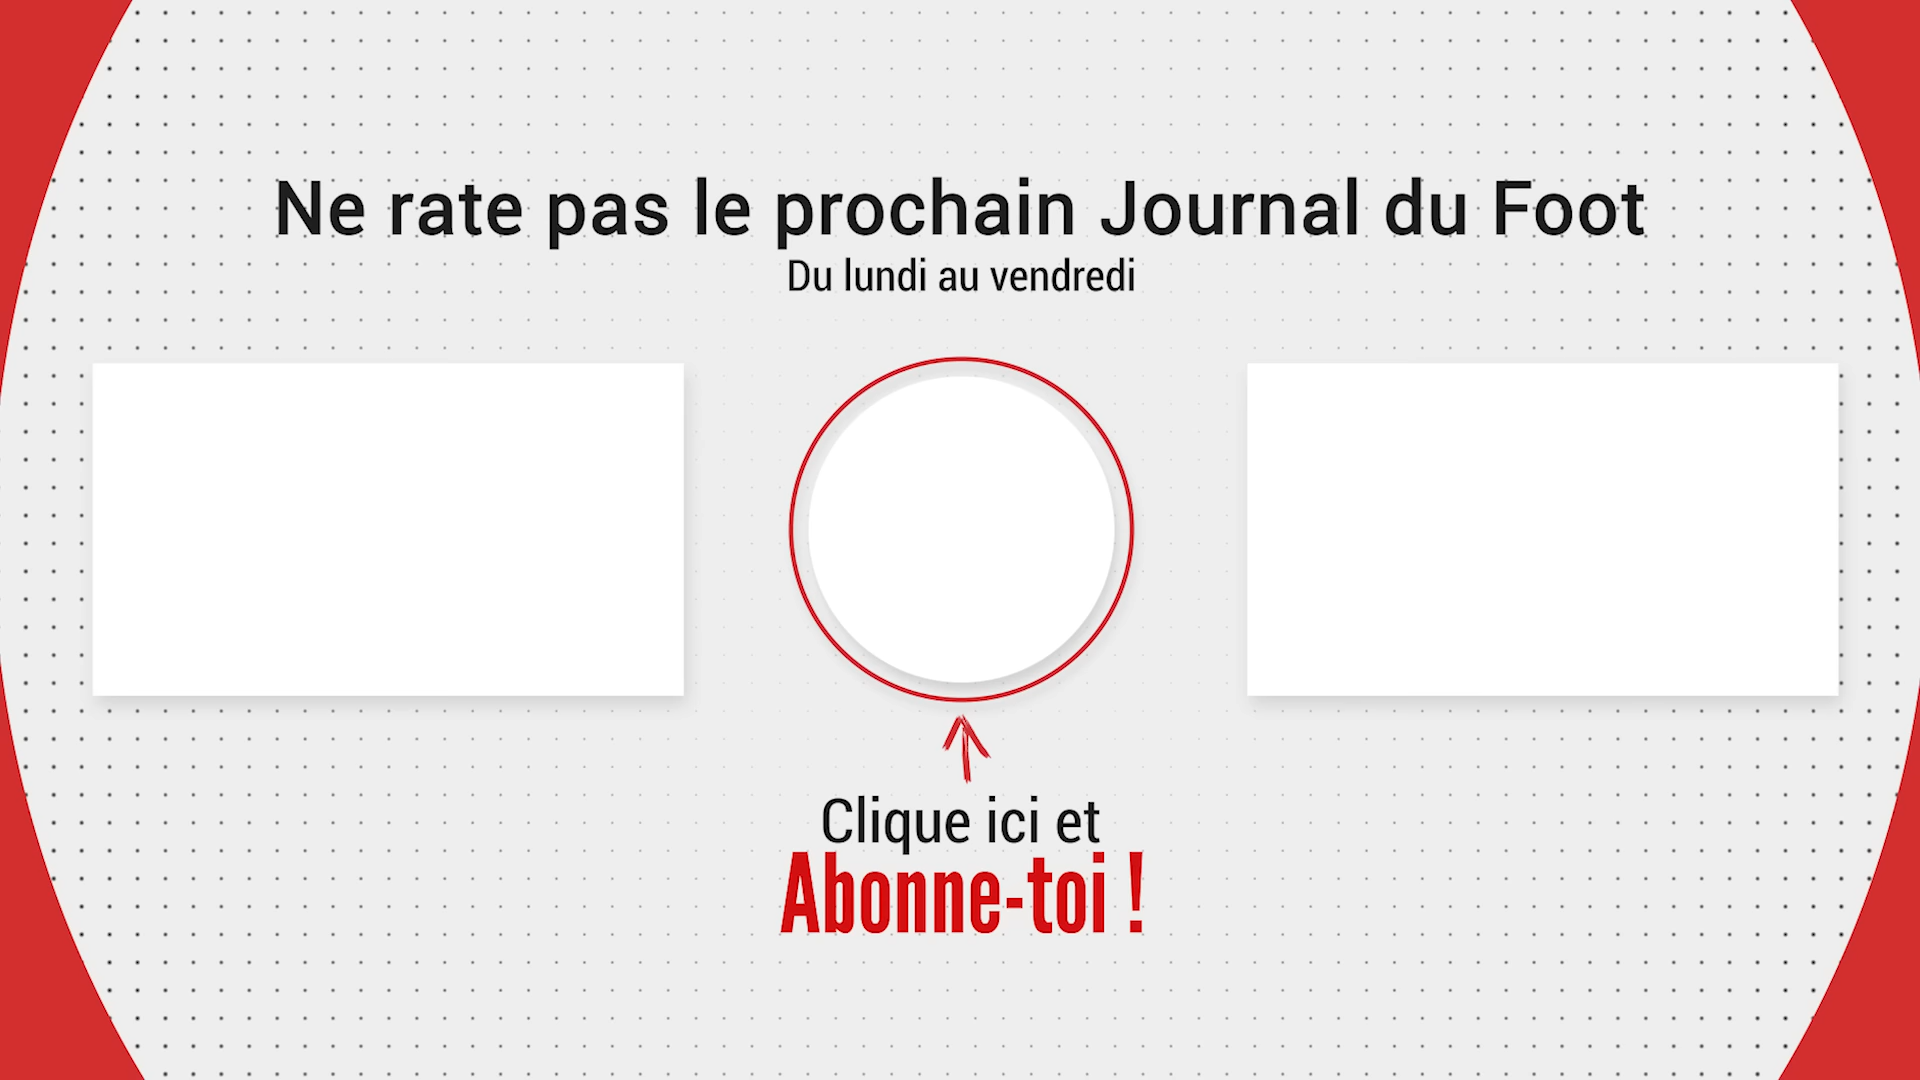 Ne rate pas le prochain Journal du Foot
Du lundi au vendredi
Clique ici et
Abonne-toi !